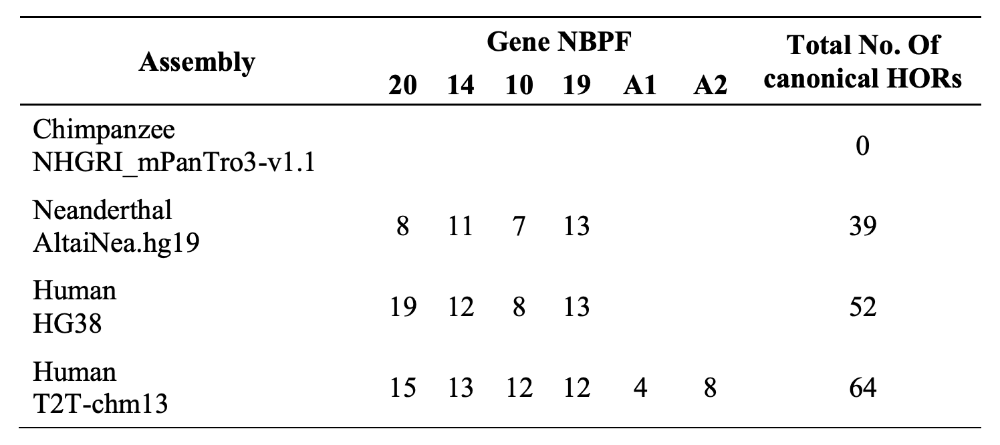 Gene NBPF
Total No. Of
Assembly
canonical HORs
20 14 10 19 A1 A2
Chimpanzee
0
NHGRI_mPanTro3-v1.1
Neanderthal
8 11 7 13 39
AltaiNea.hg19
Human
19 12 8 13 52
HG38
Human
15 13 12 12 4 8 64
T2T-chm13